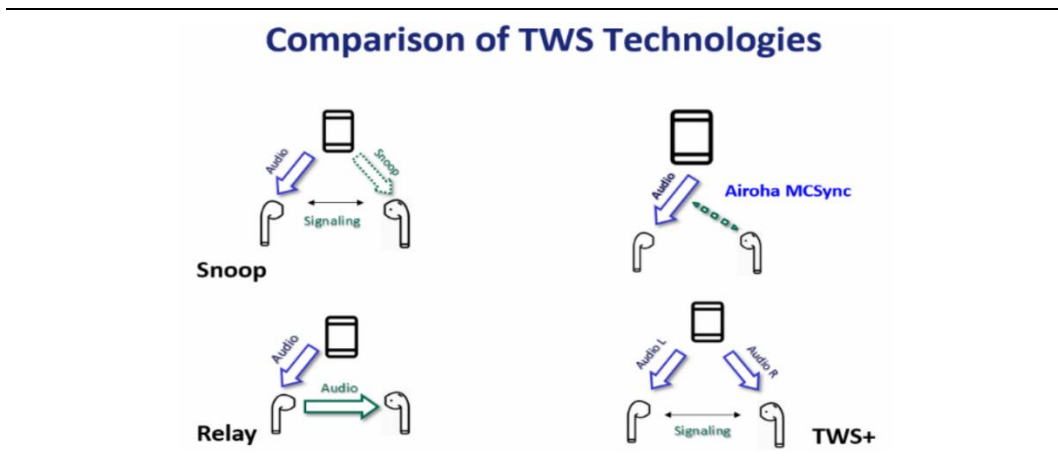 Comparison of TWS Technologies
Audio
Snoop
Signaling
Snoop
Audio
Airoha MCSync
Audio
Audio
Relay
Audio L
Audio R
Signaling
TWS+